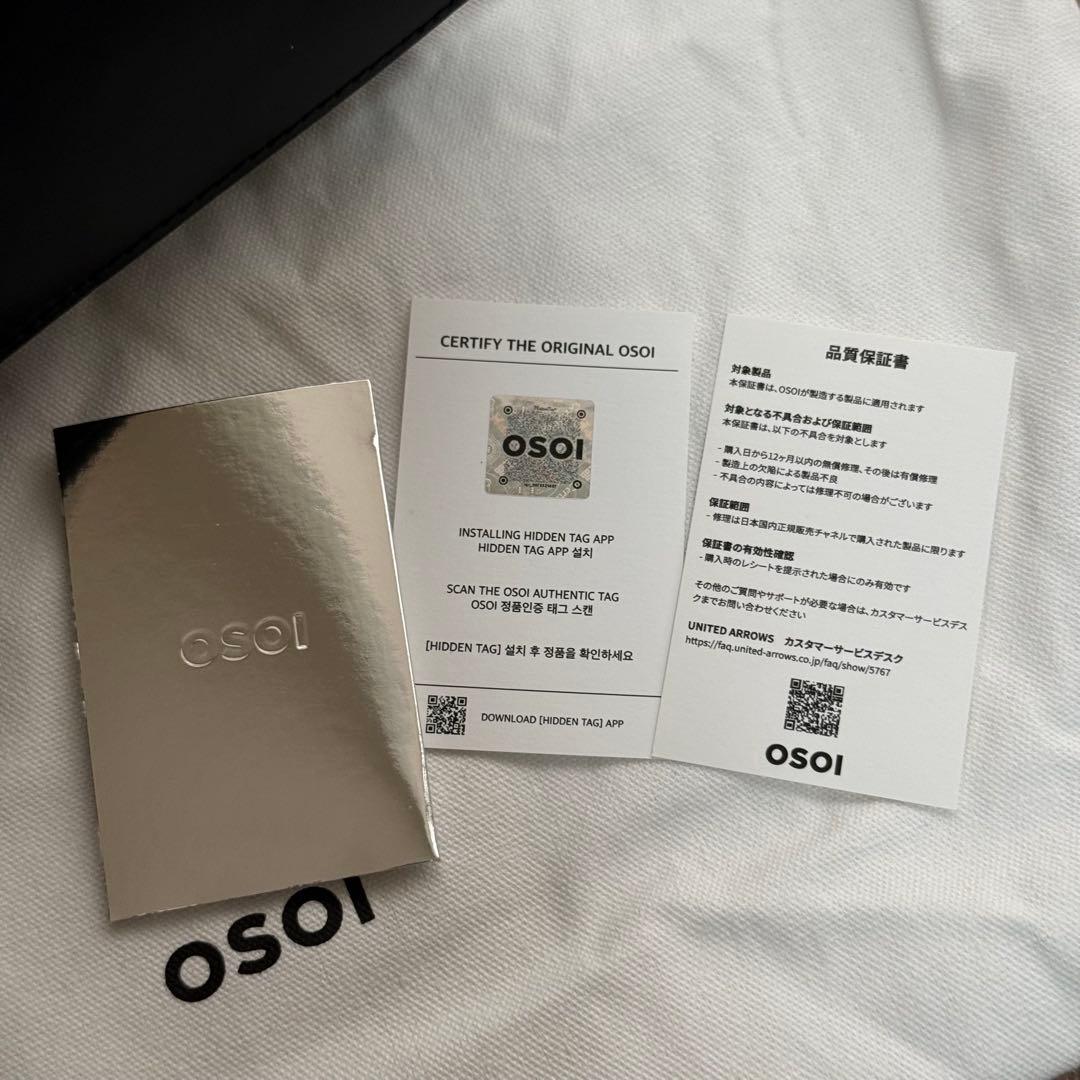 OSOI
OSOI
CERTIFY THE ORIGINAL OSOI
OSOI
INSTALLING HIDDEN TAG APP
HIDDEN TAG APP 설치
SCAN THE OSOI AUTHENTIC TAG
OSOI 정품인증 태그 스캔
[HIDDEN TAG] 설치 후 정품을 확인하세요
DOWNLOAD [HIDDEN TAG] APP
品質保証書
対象製品
本保証書は、OSOIが製造する製品に適用されます
対象となる不具合および保証範囲
本保証書は、以下の不具合を対象とします
- 購入日から12ヶ月以内の無償修理、その後は有償修理
- 製造上の欠陥による製品不良
- 不具合の内容によっては修理不可の場合がございます
保証範囲
- 修理は日本国内正規販売チャネルで購入された製品に限ります
保証書の有効性確認
- 購入時のレシートを提示された場合にのみ有効です
その他のご質問やサポートが必要な場合は、カスタマーサービスデス
クまでお問い合わせください
UNITED ARROWS カスタマーサービスデスク
https://faq.united-arrows.co.jp/faq/show/5767
OSOI